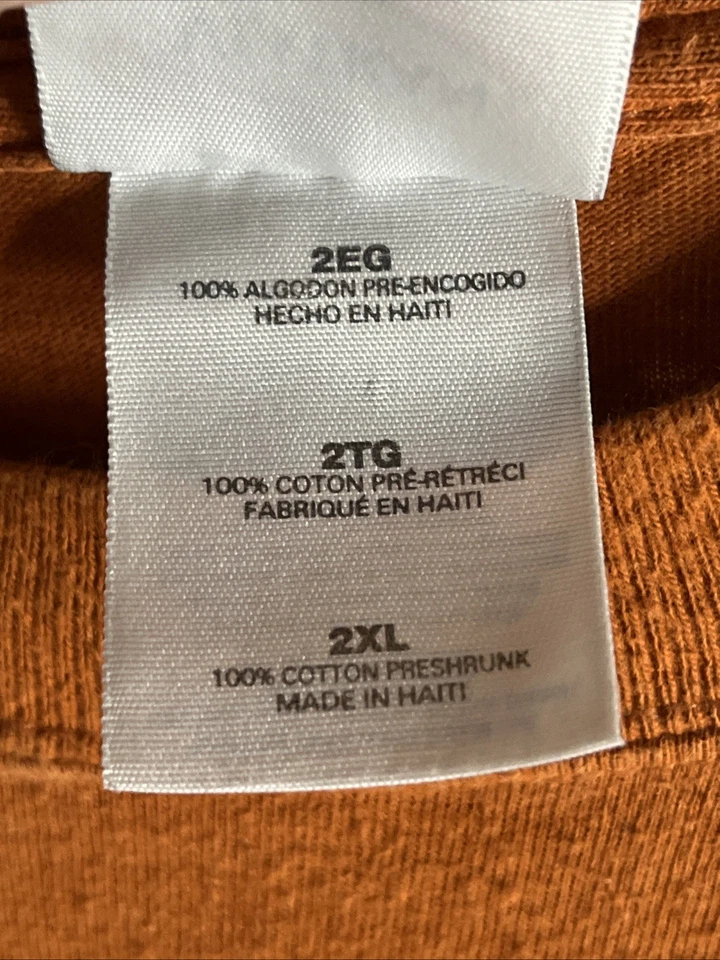 2EG
100% ALGODON PRE-ENCOGIDO
HECHO EN HAITI
2TG
100% COTON PRÉ-RÉTRÉCI
FABRIQUÉ EN HAITI
2XL
100% COTTON PRESHRUNK
MADE IN HAITI